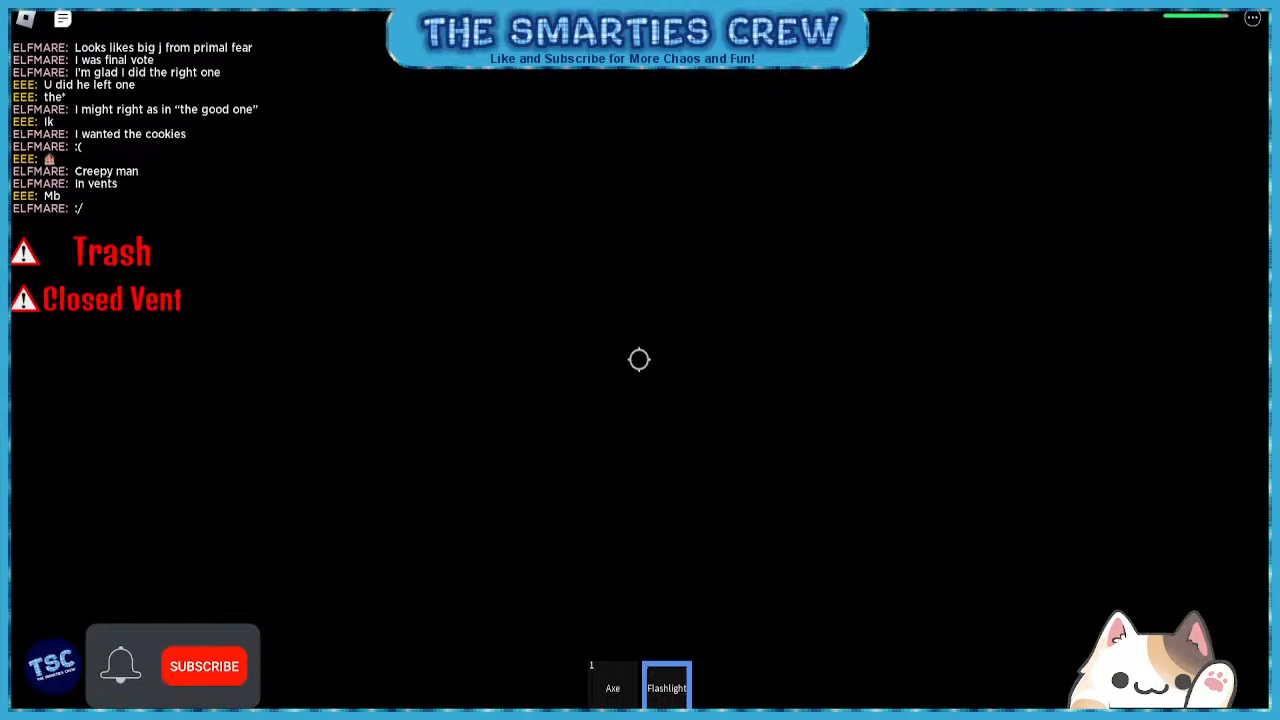 THE SMARTIES CREW
Like and Subscribe for More Chaos and Fun!
ELFMARE: Looks likes big j from primal fear
ELFMARE: I was final vote
ELFMARE: I'm glad I did the right one
EEE: U did he left one
EEE: the*
ELFMARE: I might right as in “the good one”
EEE: Ik
ELFMARE: I wanted the cookies
ELFMARE: :(
EEE:
ELFMARE: Creepy man
ELFMARE: In vents
EEE: Mb
ELFMARE: :/
Trash
Closed Vent
TSC
THE SMARTIES CREW
SUBSCRIBE
1
Axe
Flashlight